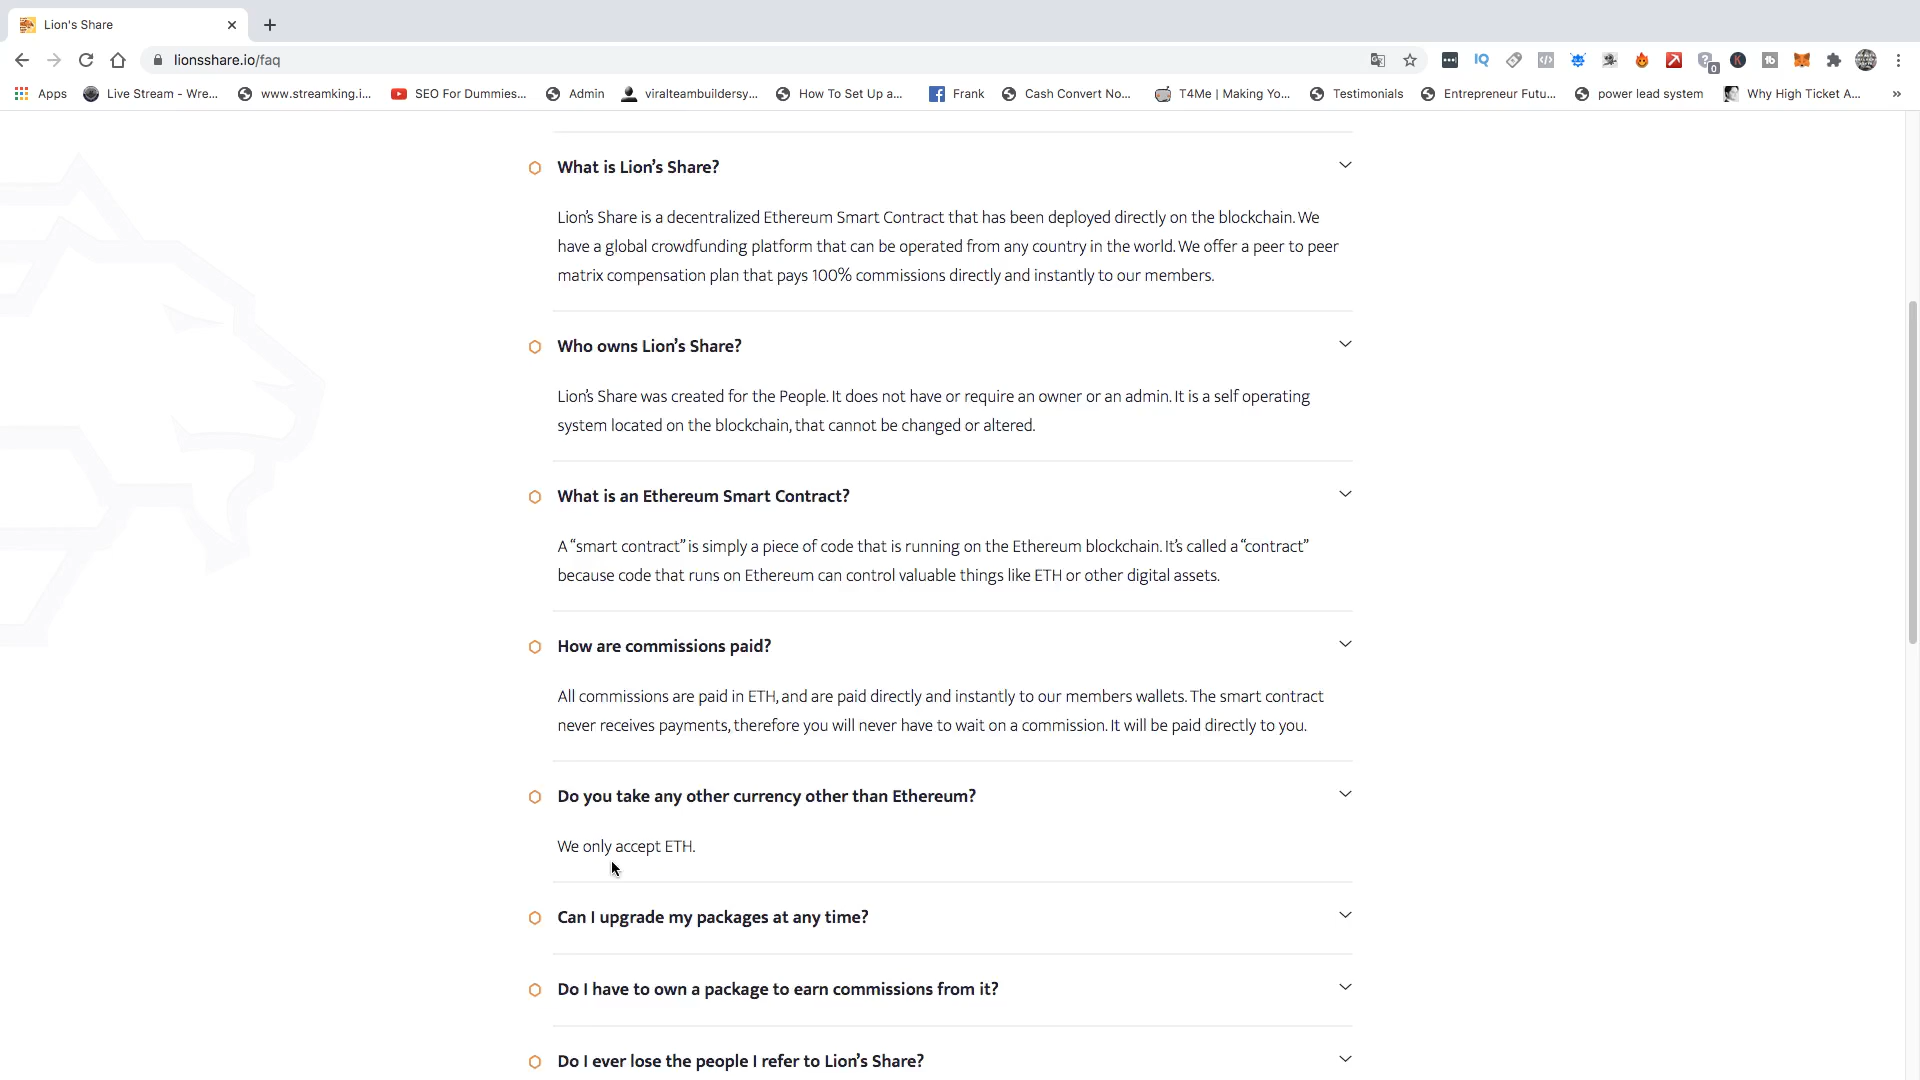 Lion's Share
lionsshare.io/faq
IQ
0
K
tb
Apps
Live Stream - Wre...
www.streamking.i...
SEO For Dummies...
Admin
viralteambuildersy...
How To Set Up a...
Frank
Cash Convert No...
T4Me | Making Yo...
Testimonials
Entrepreneur Futu...
power lead system
Why High Ticket A...
What is Lion’s Share?
Lion’s Share is a decentralized Ethereum Smart Contract that has been deployed directly on the blockchain. We
have a global crowdfunding platform that can be operated from any country in the world. We offer a peer to peer
matrix compensation plan that pays 100% commissions directly and instantly to our members.
Who owns Lion’s Share?
Lion’s Share was created for the People. It does not have or require an owner or an admin. It is a self operating
system located on the blockchain, that cannot be changed or altered.
What is an Ethereum Smart Contract?
A “smart contract” is simply a piece of code that is running on the Ethereum blockchain. It’s called a “contract”
because code that runs on Ethereum can control valuable things like ETH or other digital assets.
How are commissions paid?
All commissions are paid in ETH, and are paid directly and instantly to our members wallets. The smart contract
never receives payments, therefore you will never have to wait on a commission. It will be paid directly to you.
Do you take any other currency other than Ethereum?
We only accept ETH.
Can I upgrade my packages at any time?
Do I have to own a package to earn commissions from it?
Do I ever lose the people I refer to Lion’s Share?